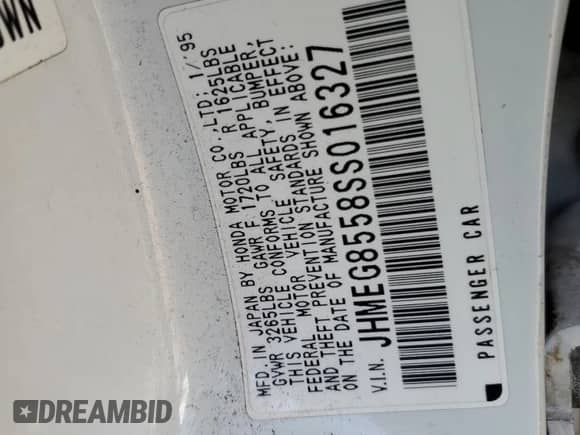 OWN
MFD. IN JAPAN BY HONDA MOTOR CO.,LTD; 1/ 95
GVWR 3265LBS GAWR F 1720LBS R 1625LBS
THIS VEHICLE CONFORMS TO ALL APPLICABLE
FEDERAL MOTOR VEHICLE SAFETY, BUMPER,
AND THEFT PREVENTION STANDARDS IN EFFECT
ON THE DATE OF MANUFACTURE SHOWN ABOVE:
V.I.N. JHMEG8558SS016327
PASSENGER CAR
DREAMBID